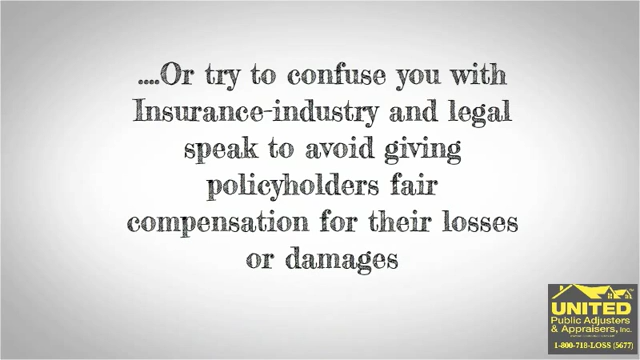 ....Or try to confuse you with
Insurance-industry and legal
speak to avoid giving
policyholders fair
compensation for their losses
or damages
UNITED
Public Adjusters
& Appraisers, Inc.
1-800-718-LOSS (5677)